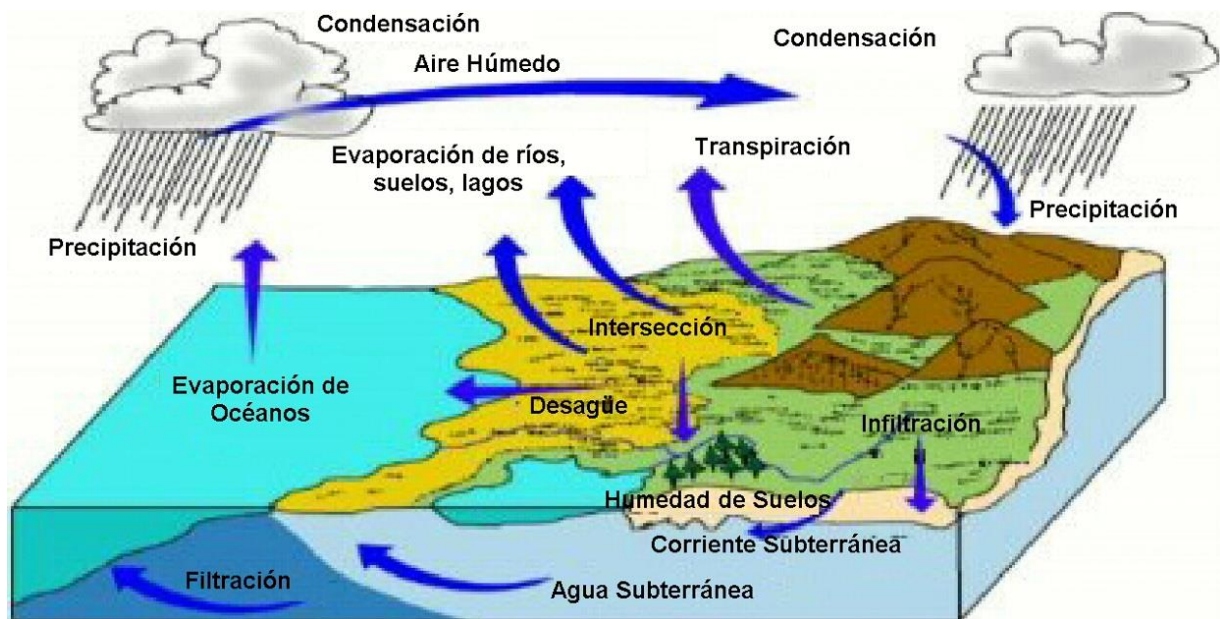 Condensación
Condensación
Aire Húmedo
Evaporación de ríos,
suelos, lagos
Transpiración
Precipitación
Precipitación
Intersección
Evaporación de
Océanos
Desagüe
Infiltración
Humedad de Suelos
Corriente Subterránea
Filtración
Agua Subterránea